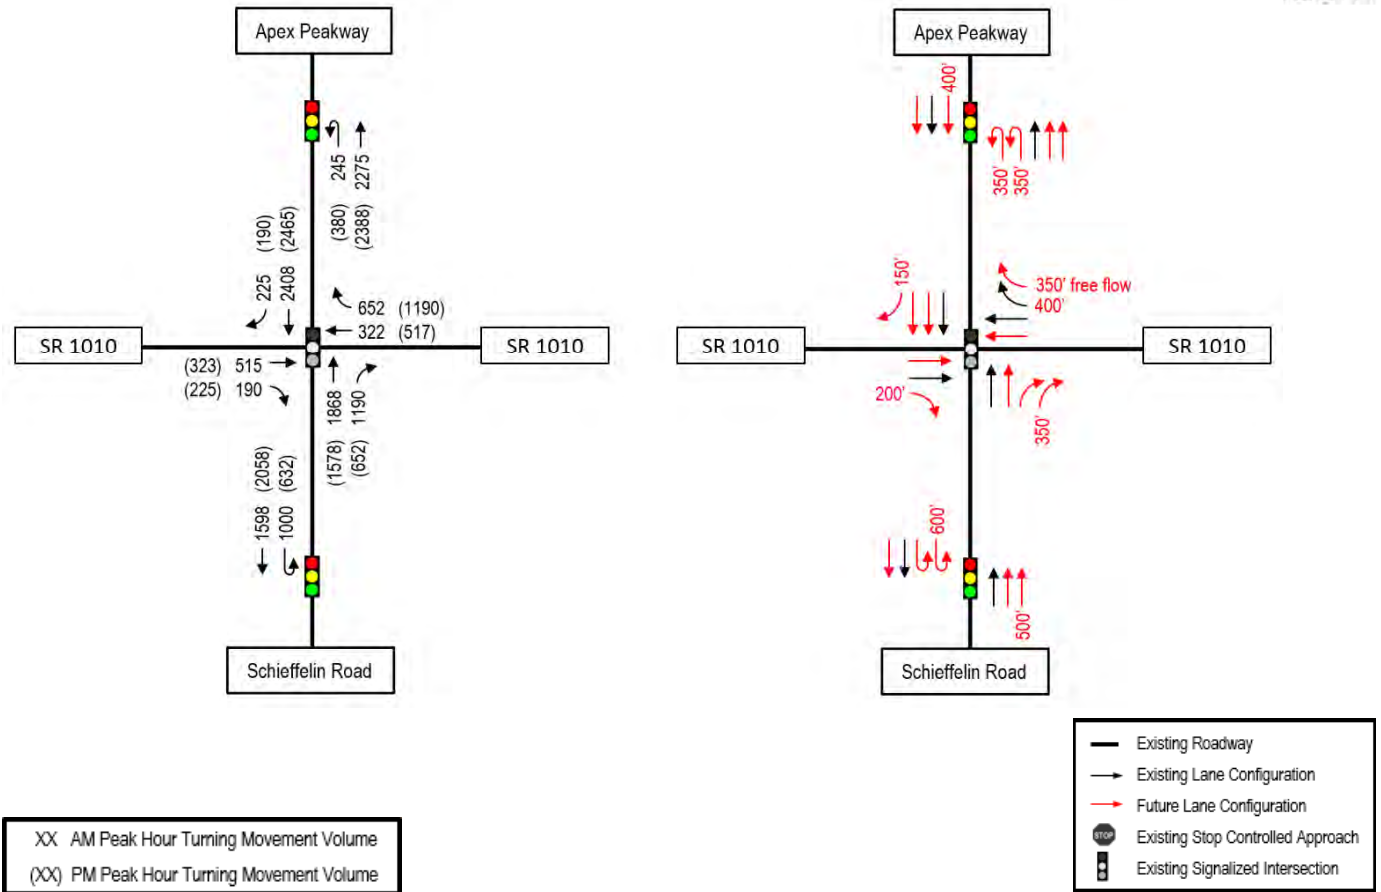 Apex Peakway
245
2275
(380)
(2388)
(190)
(2465)
225
2408
652 (1190)
322 (517)
SR 1010
SR 1010
(323) 515
(225) 190
1868
1190
(1578)
(652)
1598 (2058)
1000 (632)
Schieffelin Road
Apex Peakway
400'
350'
350'
150'
350' free flow
400'
SR 1010
SR 1010
200'
350'
600'
500'
Schieffelin Road
XX AM Peak Hour Turning Movement Volume
(XX) PM Peak Hour Turning Movement Volume
Existing Roadway
Existing Lane Configuration
Future Lane Configuration
STOP Existing Stop Controlled Approach
Existing Signalized Intersection